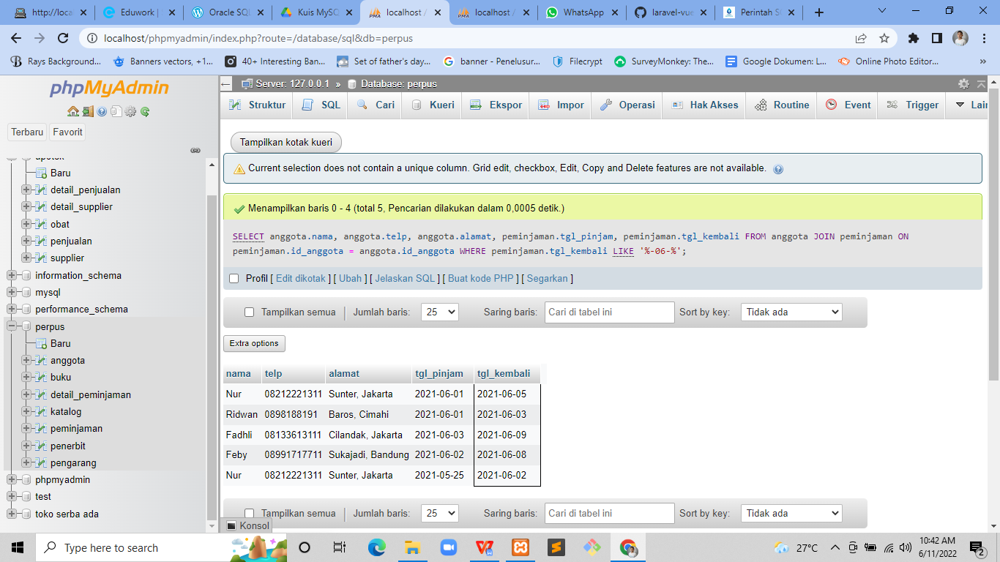 http://local
Eduwork |
Oracle SQL
Kuis MySQ
localhost /
localhost /
WhatsApp
laravel-vue
Perintah S
localhost/phpmyadmin/index.php?route=/database/sql&db=perpus
Rays Background...
Banners vectors, +1...
40+ Interesting Ban...
Set of father's day...
banner - Penelusur...
Filecrypt
SurveyMonkey: The...
Google Dokumen: L...
Online Photo Editor...
phpMyAdmin
Terbaru Favorit
apotek
Baru
detail_penjualan
detail_supplier
obat
penjualan
supplier
information_schema
mysql
performance_schema
perpus
Baru
anggota
buku
detail_peminjaman
katalog
peminjaman
penerbit
pengarang
phpmyadmin
test
toko serba ada
Server: 127.0.0.1 » Database: perpus
Struktur SQL Cari Kueri Ekspor Impor Operasi Hak Akses Routine Event Trigger Lain
Tampilkan kotak kueri
Current selection does not contain a unique column. Grid edit, checkbox, Edit, Copy and Delete features are not available.
Menampilkan baris 0 - 4 (total 5, Pencarian dilakukan dalam 0,0005 detik.)
SELECT anggota.nama, anggota.telp, anggota.alamat, peminjaman.tgl_pinjam, peminjaman.tgl_kembali FROM anggota JOIN peminjaman ON
peminjaman.id_anggota = anggota.id_anggota WHERE peminjaman.tgl_kembali LIKE '%-06-%';
Profil [ Edit dikotak ] [ Ubah ] [ Jelaskan SQL ] [ Buat kode PHP ] [ Segarkan ]
Tampilkan semua Jumlah baris: 25 Saring baris: Cari di tabel ini Sort by key: Tidak ada
Extra options
nama telp alamat tgl_pinjam tgl_kembali
Nur 08212221311 Sunter, Jakarta 2021-06-01 2021-06-05
Ridwan 0898188191 Baros, Cimahi 2021-06-01 2021-06-03
Fadhli 08133613111 Cilandak, Jakarta 2021-06-03 2021-06-09
Feby 08991717711 Sukajadi, Bandung 2021-06-02 2021-06-08
Nur 08212221311 Sunter, Jakarta 2021-05-25 2021-06-02
Tampilkan semua Jumlah baris: 25 Saring baris: Cari di tabel ini Sort by key: Tidak ada
Konsol
Type here to search
27°C
10:42 AM
6/11/2022
2